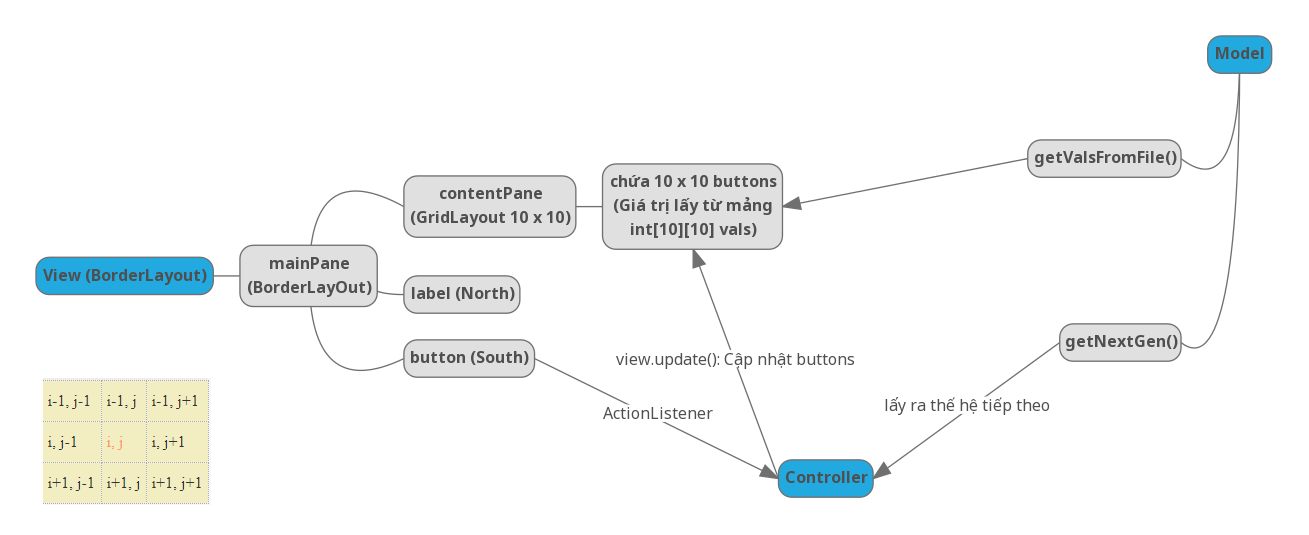 Model
getValsFromFile()
chứa 10 x 10 buttons
(Giá trị lấy từ mảng
int[10][10] vals)
contentPane
(GridLayout 10 x 10)
mainPane
(BorderLayOut)
View (BorderLayout)
label (North)
button (South)
getNextGen()
view.update(): Cập nhật buttons
ActionListener
lấy ra thế hệ tiếp theo
Controller
i-1, j-1 i-1, j i-1, j+1
i, j-1 i, j i, j+1
i+1, j-1 i+1, j i+1, j+1